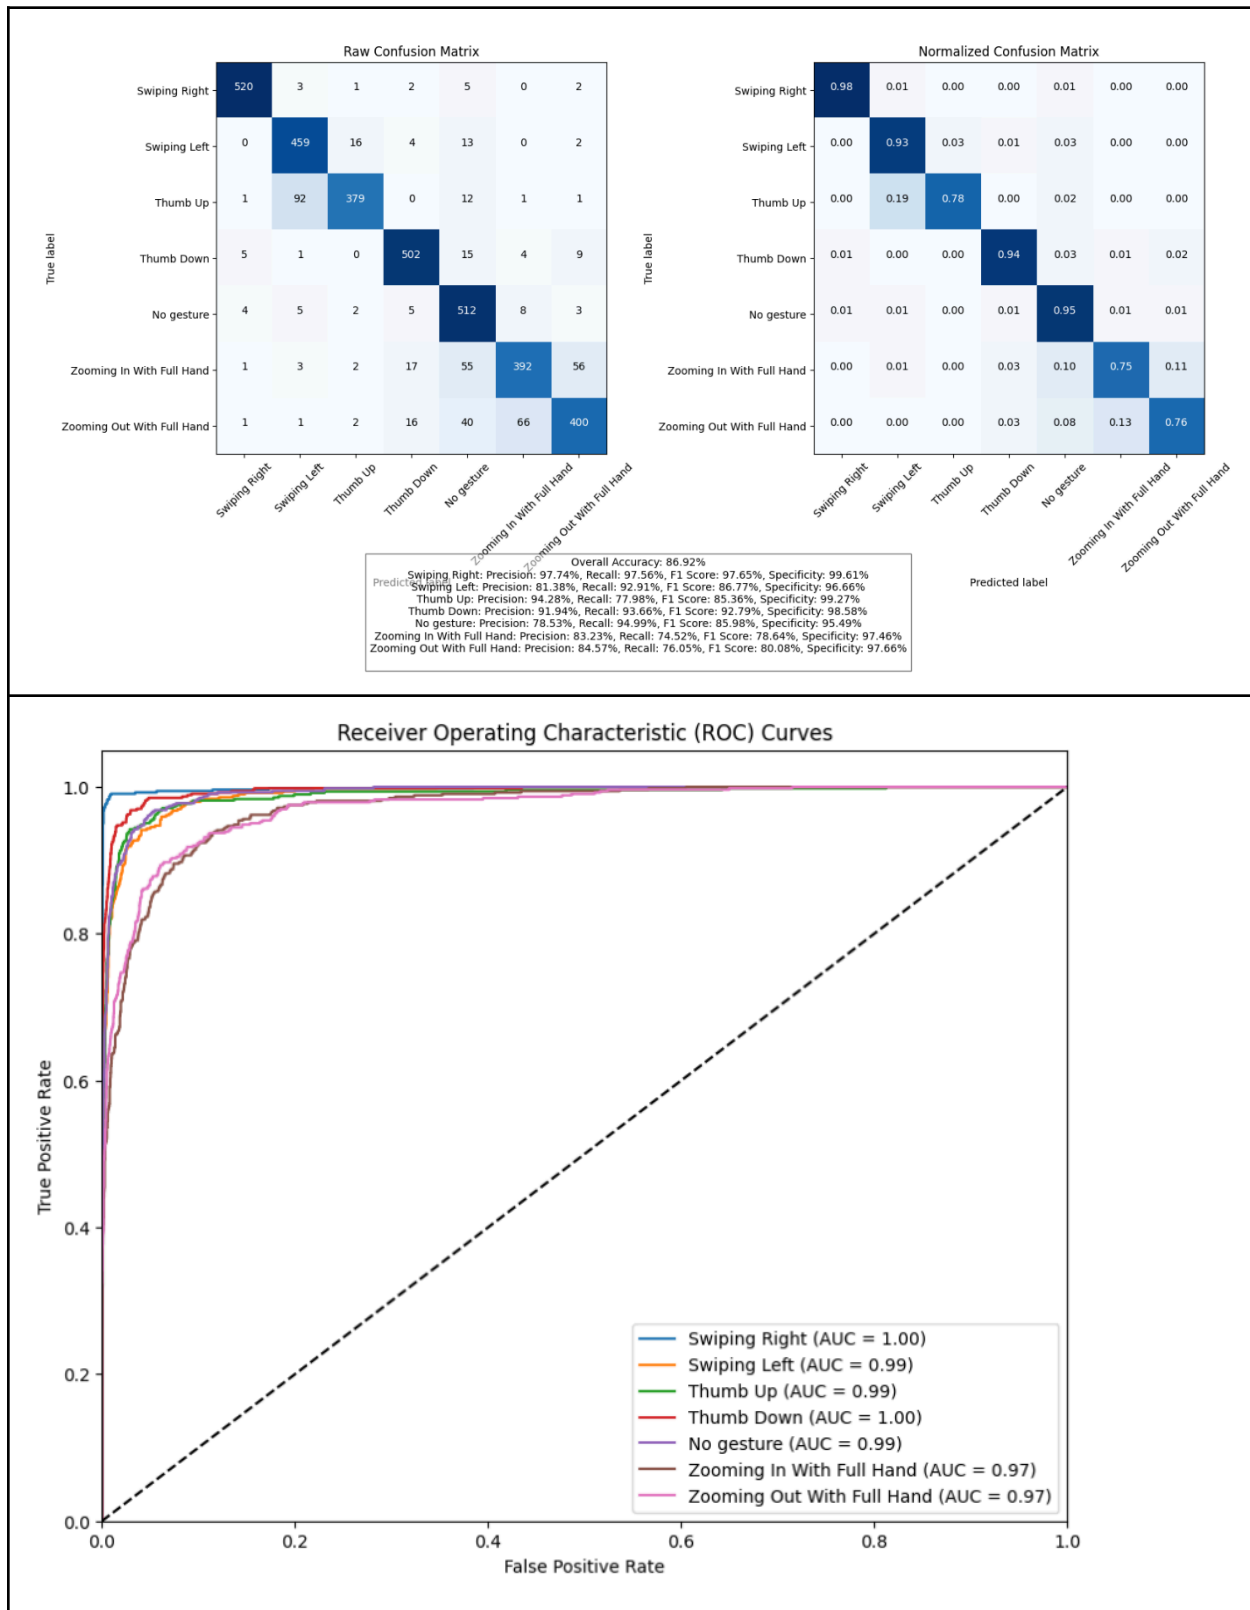 Raw Confusion Matrix
Swiping Right 520 3 1 2 5 0 2
Swiping Left 0 459 16 4 13 0 2
Thumb Up 1 92 379 0 12 1 1
Thumb Down 5 1 0 502 15 4 9
No gesture 4 5 2 5 512 8 3
Zooming In With Full Hand 1 3 2 17 55 392 56
Zooming Out With Full Hand 1 1 2 16 40 66 400
True label
Swiping Right
Swiping Left
Thumb Up
Thumb Down
No gesture
Zooming In With Full Hand
Zooming Out With Full Hand
Predicted label
Normalized Confusion Matrix
Swiping Right 0.98 0.01 0.00 0.00 0.01 0.00 0.00
Swiping Left 0.00 0.93 0.03 0.01 0.03 0.00 0.00
Thumb Up 0.00 0.19 0.78 0.00 0.02 0.00 0.00
Thumb Down 0.01 0.00 0.00 0.94 0.03 0.01 0.02
No gesture 0.01 0.01 0.00 0.01 0.95 0.01 0.01
Zooming In With Full Hand 0.00 0.01 0.00 0.03 0.10 0.75 0.11
Zooming Out With Full Hand 0.00 0.00 0.00 0.03 0.08 0.13 0.76
True label
Swiping Right
Swiping Left
Thumb Up
Thumb Down
No gesture
Zooming In With Full Hand
Zooming Out With Full Hand
Predicted label
Overall Accuracy: 86.92%
Swiping Right: Precision: 97.74%, Recall: 97.56%, F1 Score: 97.65%, Specificity: 99.61%
Swiping Left: Precision: 81.38%, Recall: 92.91%, F1 Score: 86.77%, Specificity: 96.66%
Thumb Up: Precision: 94.28%, Recall: 77.98%, F1 Score: 85.36%, Specificity: 99.27%
Thumb Down: Precision: 91.94%, Recall: 93.66%, F1 Score: 92.79%, Specificity: 98.58%
No gesture: Precision: 78.53%, Recall: 94.99%, F1 Score: 85.98%, Specificity: 95.49%
Zooming In With Full Hand: Precision: 83.23%, Recall: 74.52%, F1 Score: 78.64%, Specificity: 97.46%
Zooming Out With Full Hand: Precision: 84.57%, Recall: 76.05%, F1 Score: 80.08%, Specificity: 97.66%
Receiver Operating Characteristic (ROC) Curves
True Positive Rate
1.0
0.8
0.6
0.4
0.2
0.0
Swiping Right (AUC = 1.00)
Swiping Left (AUC = 0.99)
Thumb Up (AUC = 0.99)
Thumb Down (AUC = 1.00)
No gesture (AUC = 0.99)
Zooming In With Full Hand (AUC = 0.97)
Zooming Out With Full Hand (AUC = 0.97)
0.0 0.2 0.4 0.6 0.8 1.0
False Positive Rate